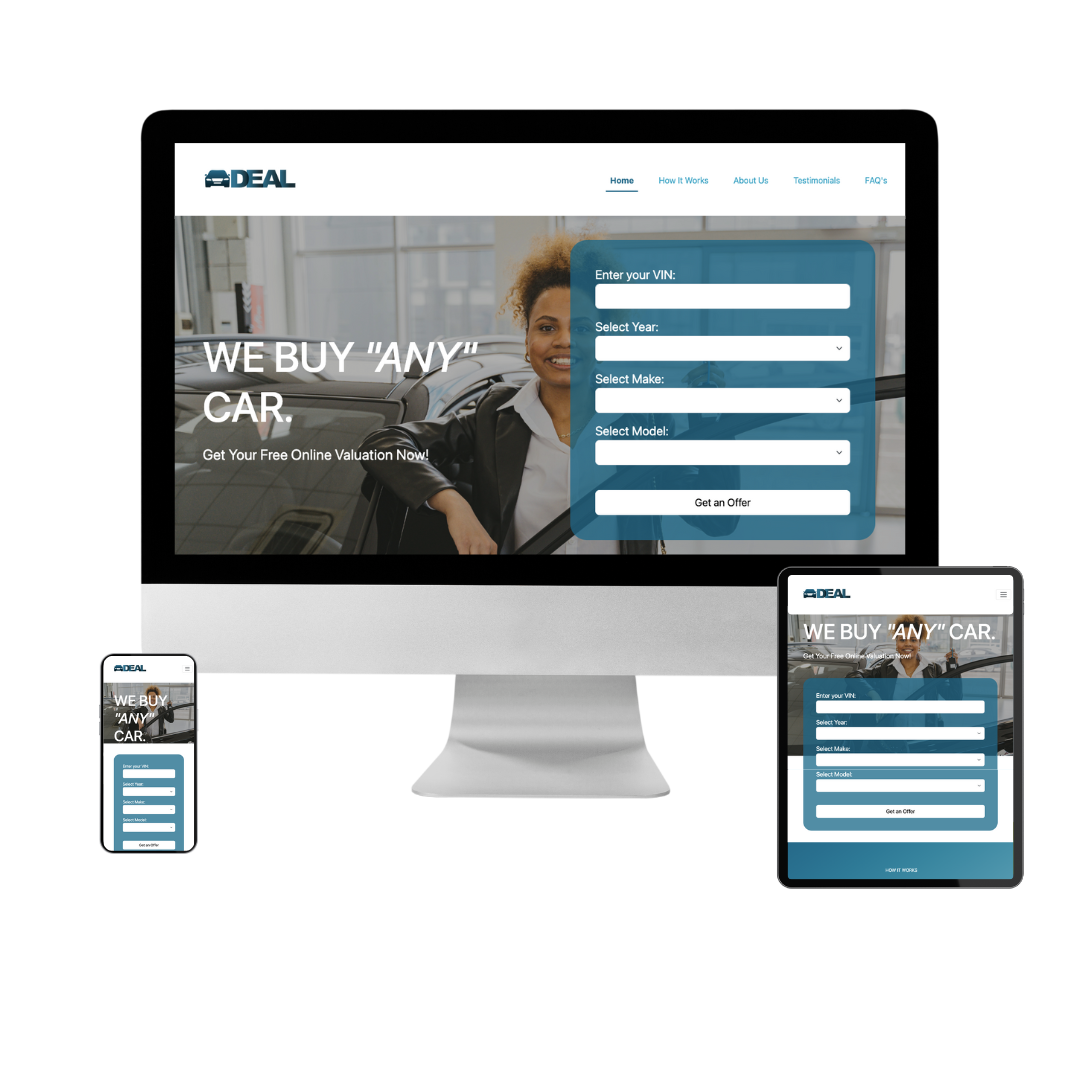 DEAL
Home How It Works About Us Testimonials FAQ's
WE BUY "ANY"
CAR.
Get Your Free Online Valuation Now!
Enter your VIN:
Select Year:
Select Make:
Select Model:
Get an Offer
DEAL
WE BUY
"ANY"
CAR.
Enter your VIN:
Select Year:
Select Make:
Select Model:
Get an Offer
DEAL
WE BUY "ANY" CAR.
Get Your Free Online Valuation Now!
Enter your VIN:
Select Year:
Select Make:
Select Model:
Get an Offer
HOW IT WORKS